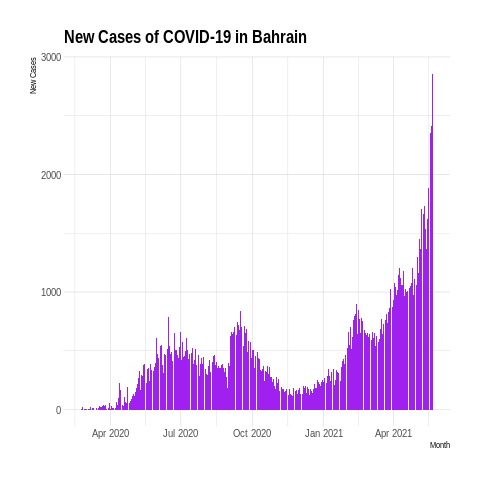 New Cases of COVID-19 in Bahrain
New Cases
3000
2000
1000
0
Apr 2020
Jul 2020
Oct 2020
Jan 2021
Apr 2021
Month